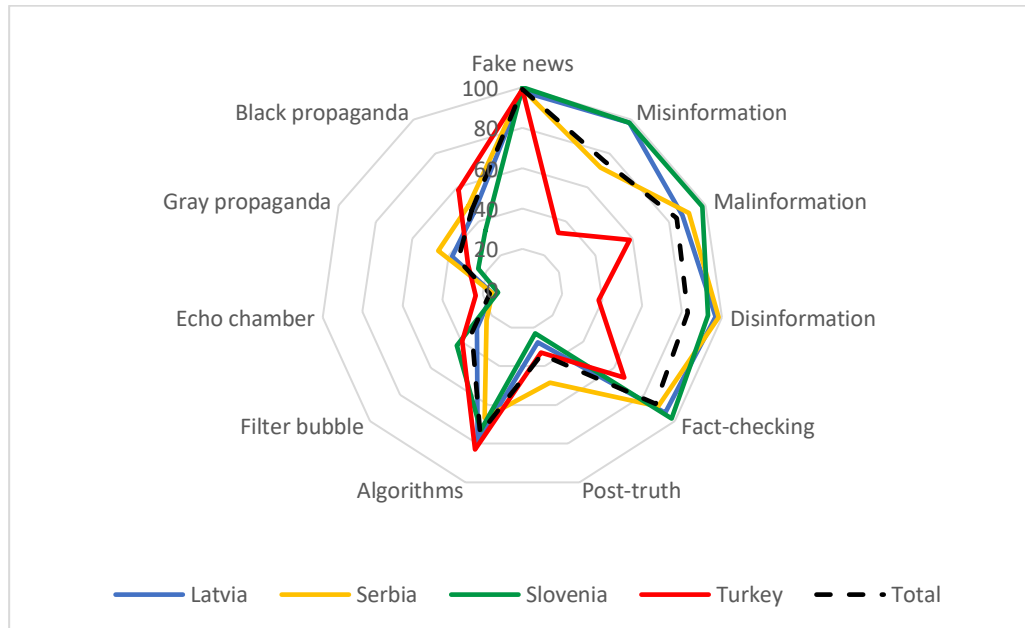 Fake news
100
Black propaganda
Misinformation
80
60
Gray propaganda
Malinformation
40
20
0
Echo chamber
Disinformation
Filter bubble
Fact-checking
Algorithms
Post-truth
Latvia
Serbia
Slovenia
Turkey
Total